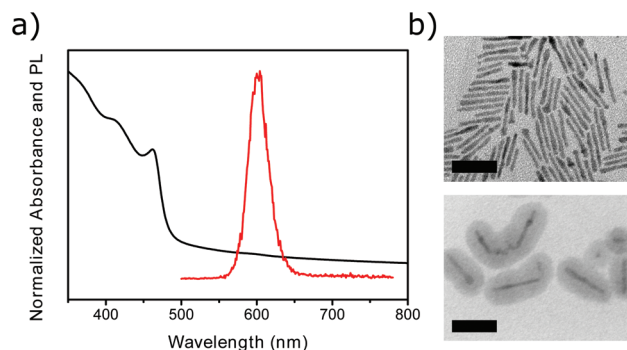 a)
b)
Normalized Absorbance and PL
400
500
600
700
800
Wavelength (nm)